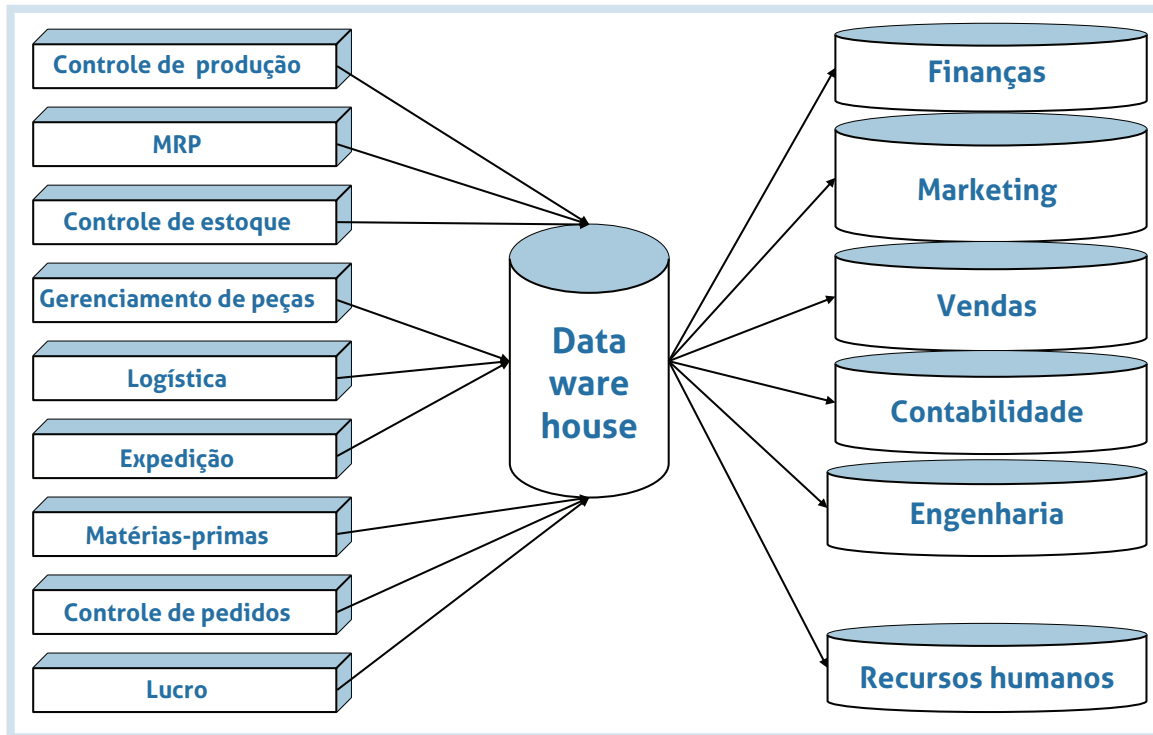 Controle de produção
MRP
Controle de estoque
Gerenciamento de peças
Logística
Expedição
Matérias-primas
Controle de pedidos
Lucro
Data
ware
house
Finanças
Marketing
Vendas
Contabilidade
Engenharia
Recursos humanos